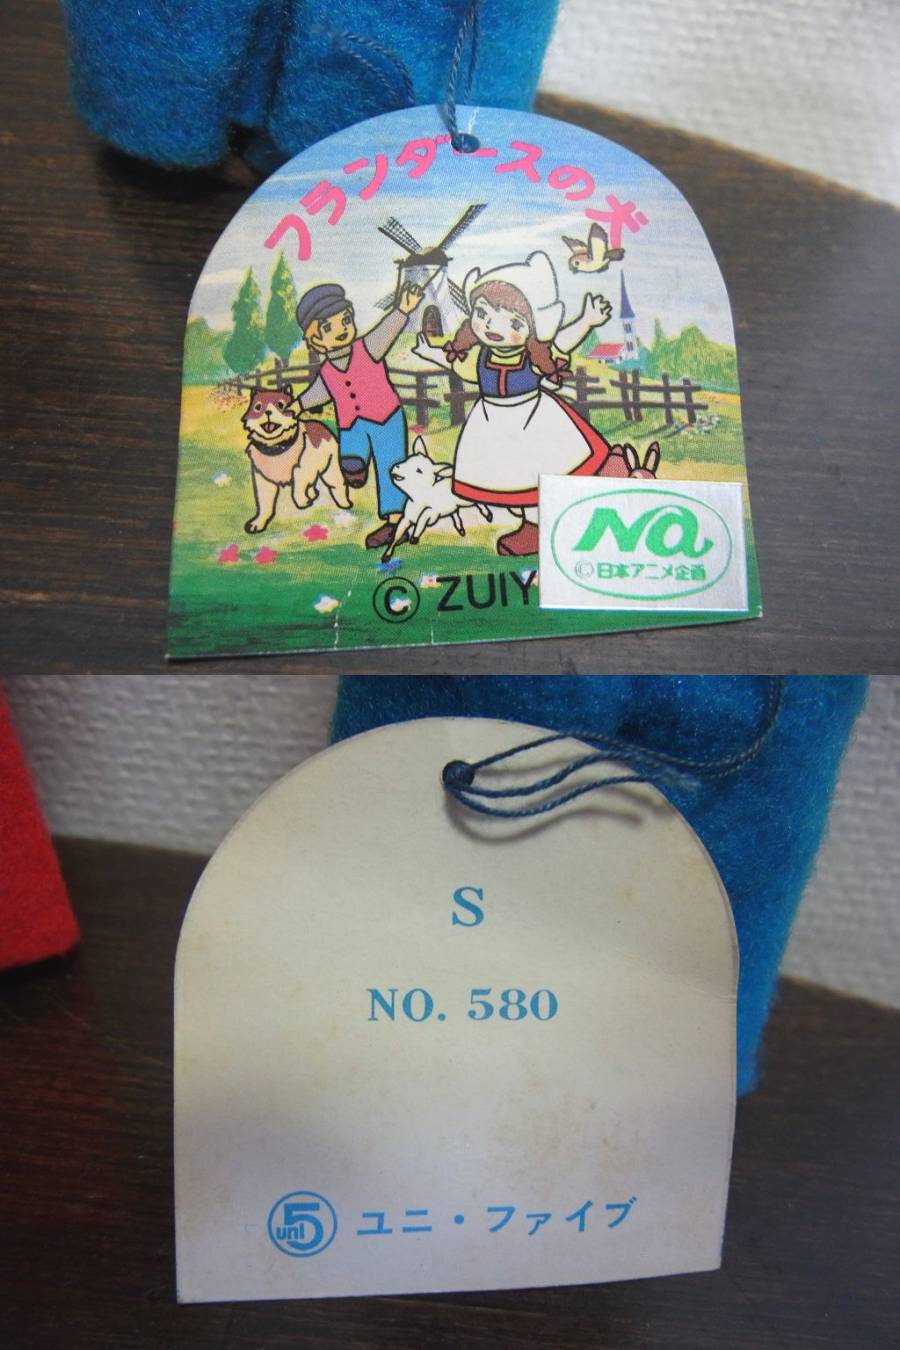 フランダースの犬
© ZUIY
Na
©日本アニメ企画
S
NO. 580
5
uni
ユニ・ファイブ